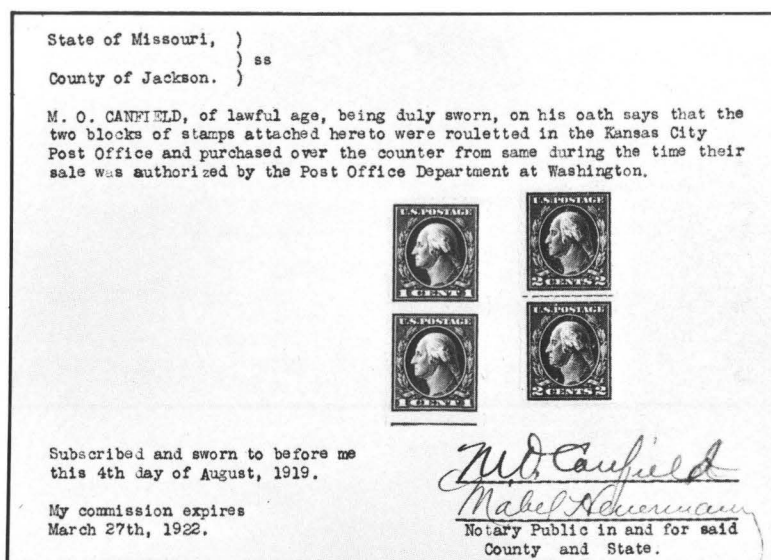 State of Missouri, )
) ss
County of Jackson. )
M. O. CANFIELD, of lawful age, being duly sworn, on his oath says that the
two blocks of stamps attached hereto were rouletted in the Kansas City
Post Office and purchased over the counter from same during the time their
sale was authorized by the Post Office Department at Washington.
U.S.POSTAGE
1 CENT 1
U.S.POSTAGE
2 CENTS 2
U.S.POSTAGE
1 CENT 1
U.S.POSTAGE
2 CENTS 2
Subscribed and sworn to before me
this 4th day of August, 1919.
M.O. Canfield
My commission expires
March 27th, 1922.
Mabel Heuermann
Notary Public in and for said
County and State.